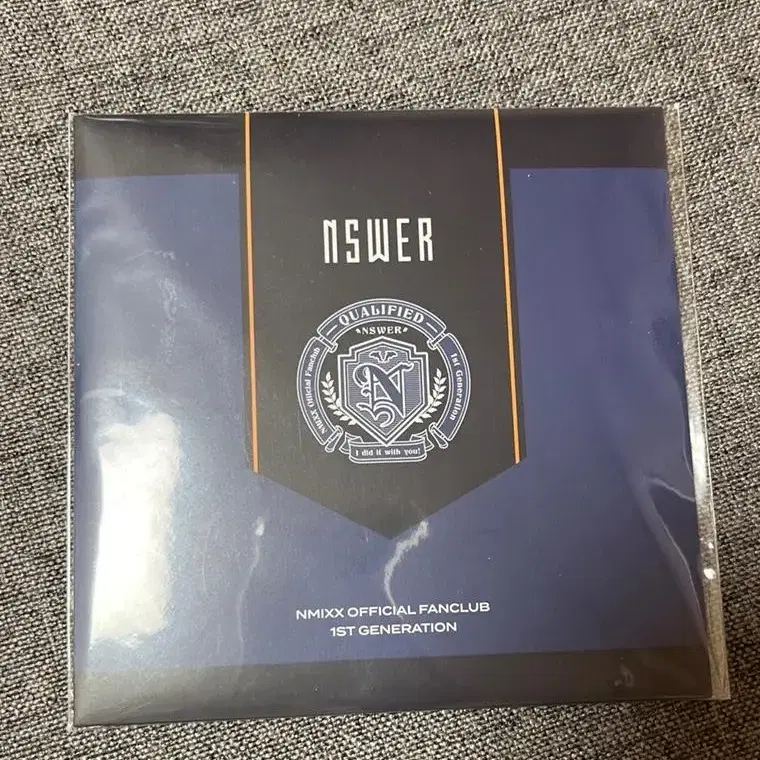 NSWER
QUALIFIED
NSWER
NMIXX Official Fanclub
1st Generation
N
I did it with you!
NMIXX OFFICIAL FANCLUB
1ST GENERATION